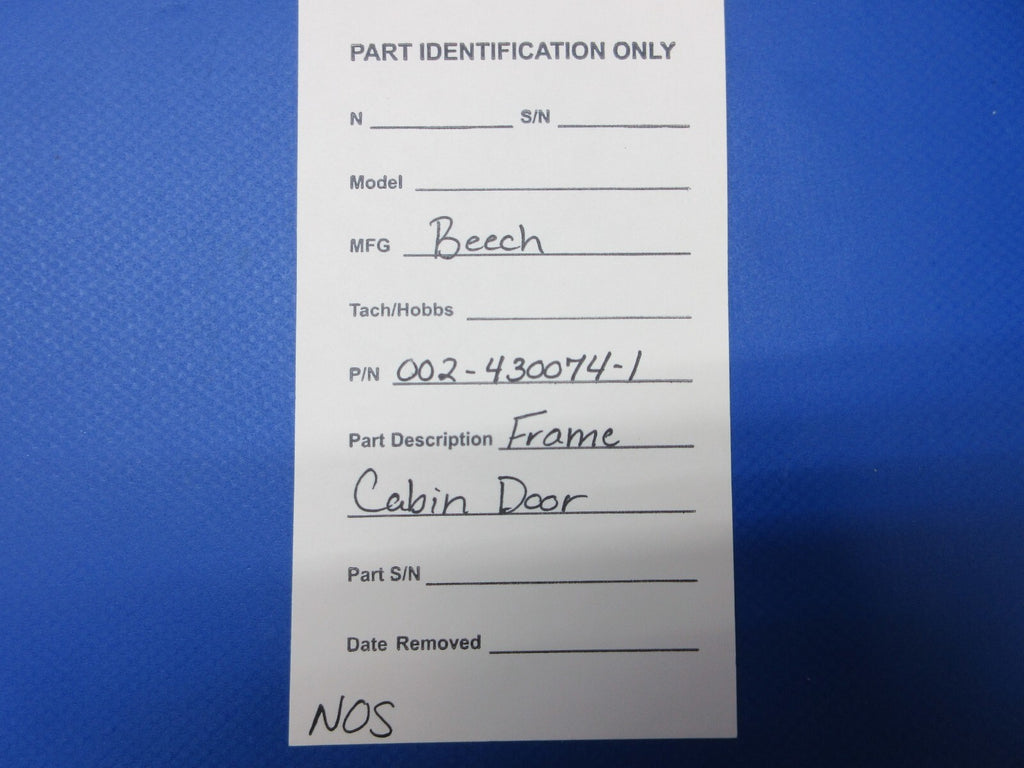 PART IDENTIFICATION ONLY
N S/N
Model
MFG Beech
Tach/Hobbs
P/N 002-430074-1
Part Description Frame
Cabin Door
Part S/N
Date Removed
NOS